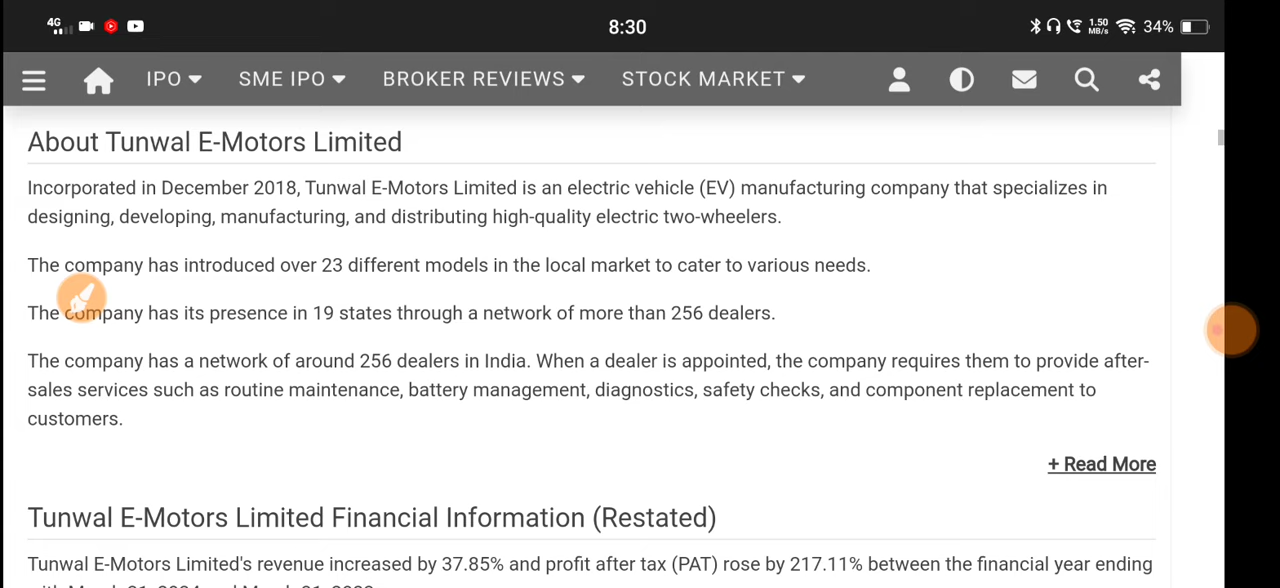 4G 8:30 1.50 MB/s 34%
IPO SME IPO BROKER REVIEWS STOCK MARKET
About Tunwal E-Motors Limited
Incorporated in December 2018, Tunwal E-Motors Limited is an electric vehicle (EV) manufacturing company that specializes in
designing, developing, manufacturing, and distributing high-quality electric two-wheelers.
The company has introduced over 23 different models in the local market to cater to various needs.
The company has its presence in 19 states through a network of more than 256 dealers.
The company has a network of around 256 dealers in India. When a dealer is appointed, the company requires them to provide after-
sales services such as routine maintenance, battery management, diagnostics, safety checks, and component replacement to
customers.
+ Read More
Tunwal E-Motors Limited Financial Information (Restated)
Tunwal E-Motors Limited's revenue increased by 37.85% and profit after tax (PAT) rose by 217.11% between the financial year ending